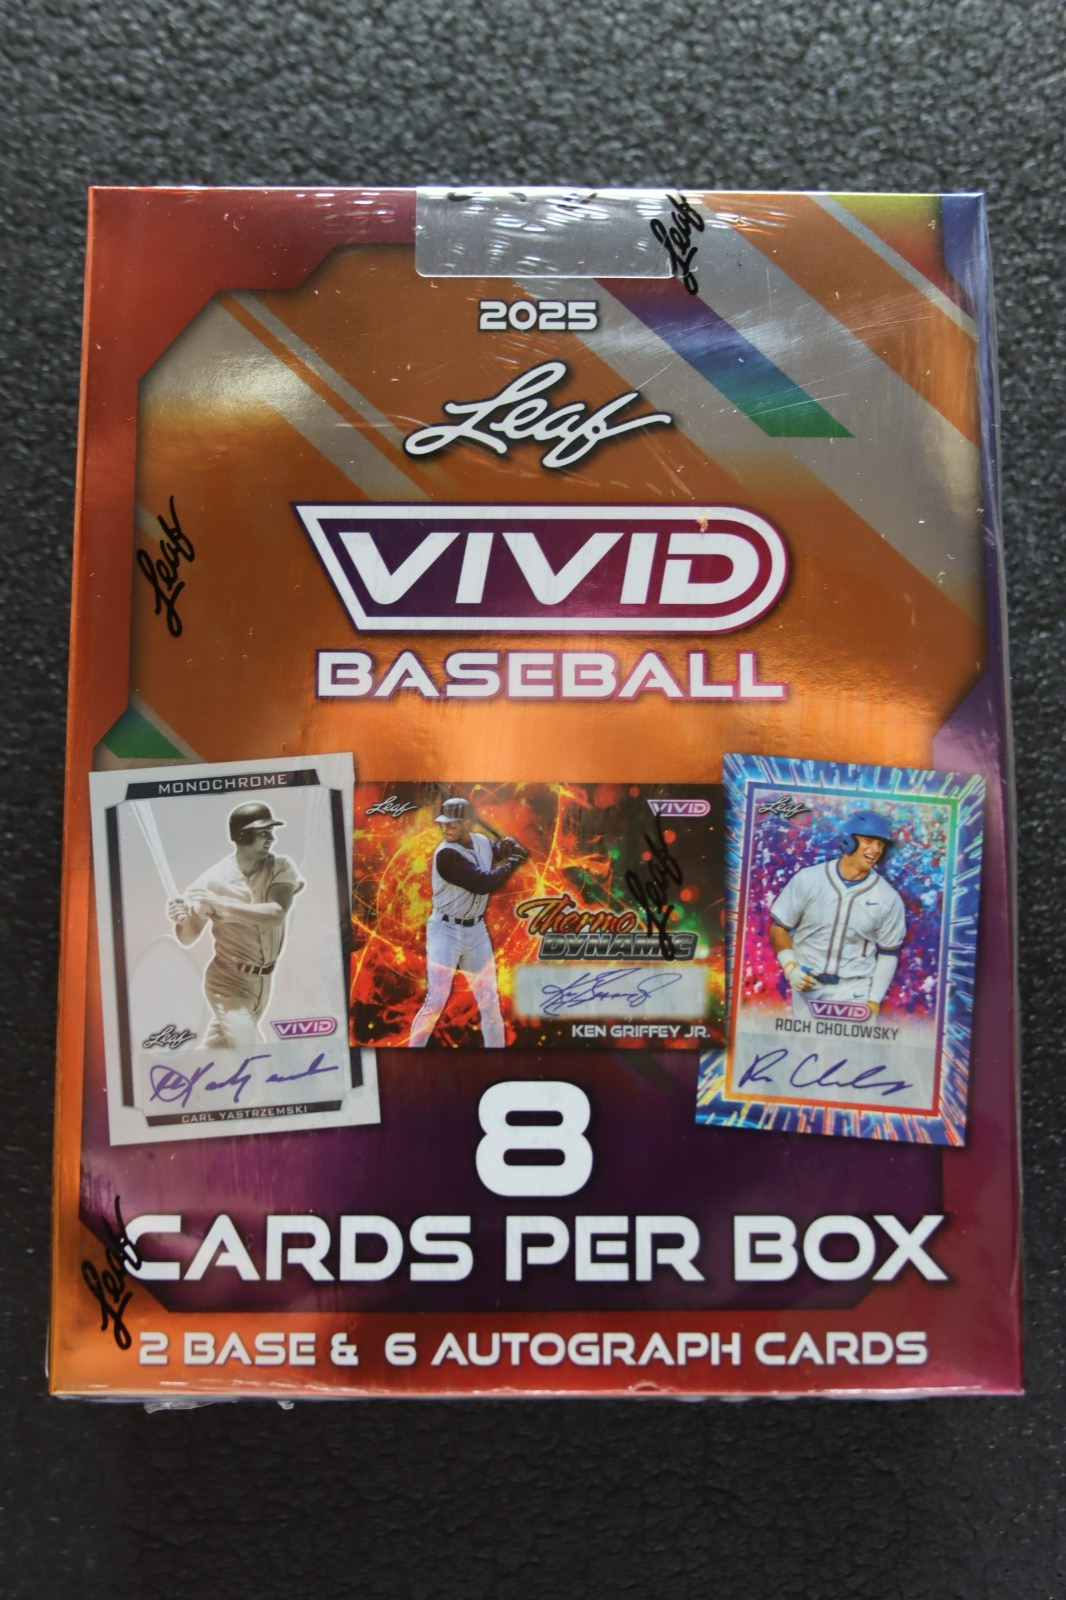 Leaf
2025
Leaf
Leaf
VIVID
BASEBALL
MONOCHROME
Leaf
VIVID
CARL YASTRZEMSKI
Leaf
VIVID
Leaf
Thermo
DYNAMIC
KEN GRIFFEY JR.
Leaf
VIVID
ROCH CHOLOWSKY
8
CARDS PER BOX
Leaf
2 BASE & 6 AUTOGRAPH CARDS